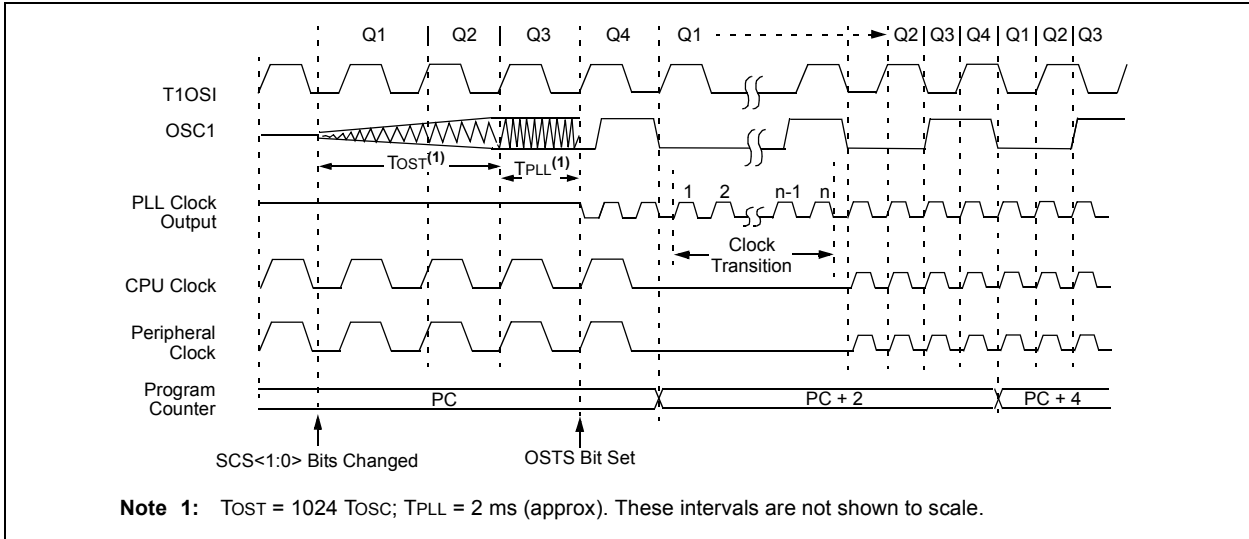 Q1 Q2 Q3 Q4 Q1 Q2 Q3 Q4 Q1 Q2 Q3
T1OSI
OSC1
TOST(1)
TPLL(1)
1 2 n-1 n
PLL Clock
Output
Clock
Transition
CPU Clock
Peripheral
Clock
Program
Counter
PC PC + 2 PC + 4
SCS<1:0> Bits Changed OSTS Bit Set
Note 1: TOST = 1024 TOSC; TPLL = 2 ms (approx). These intervals are not shown to scale.